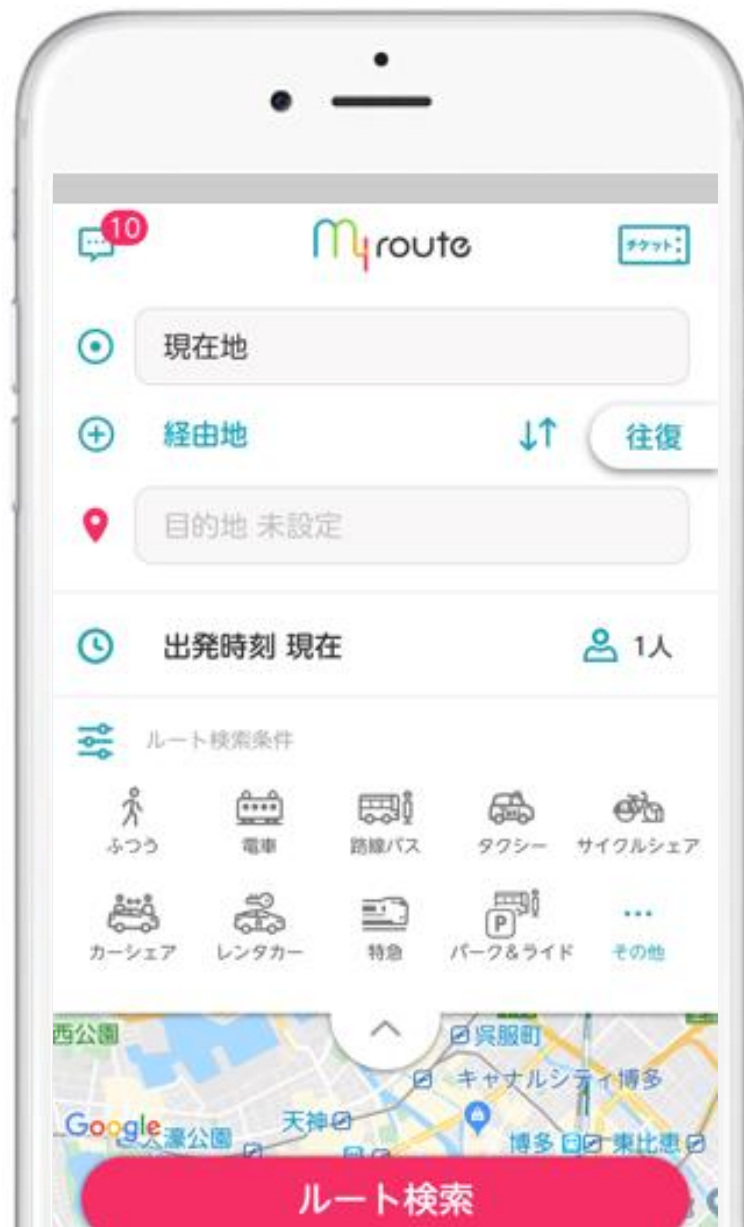 10
my route
チケット
現在地
経由地
往復
目的地 未設定
出発時刻 現在
1人
ルート検索条件
ふつう
電車
路線バス
タクシー
サイクルシェア
カーシェア
レンタカー
特急
P
パーク&ライド
その他
西公園
呉服町
キャナルシティ博多
Google
濠公園
天神
博多
東比恵
ルート検索